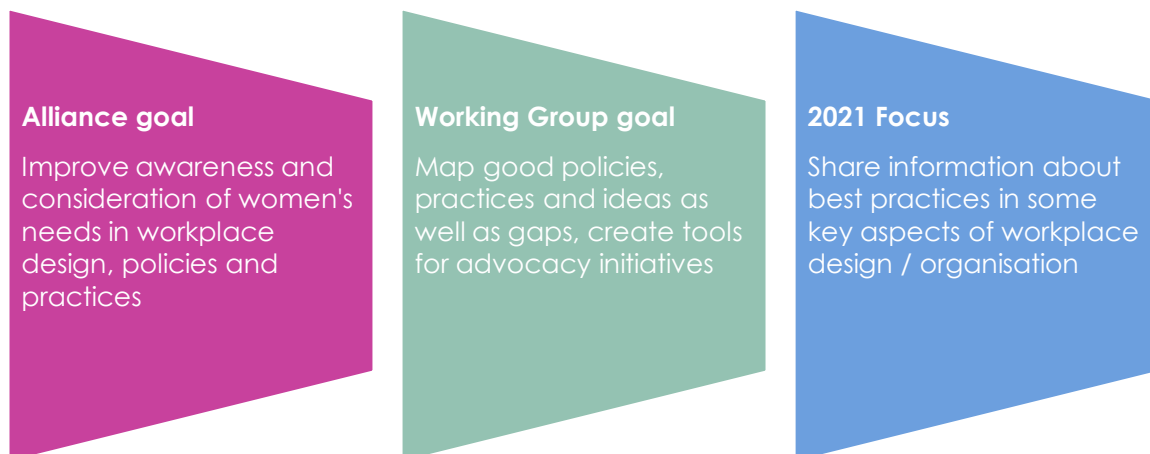 Alliance goal
Improve awareness and
consideration of women's
needs in workplace
design, policies and
practices
Working Group goal
Map good policies,
practices and ideas as
well as gaps, create tools
for advocacy initiatives
2021 Focus
Share information about
best practices in some
key aspects of workplace
design / organisation